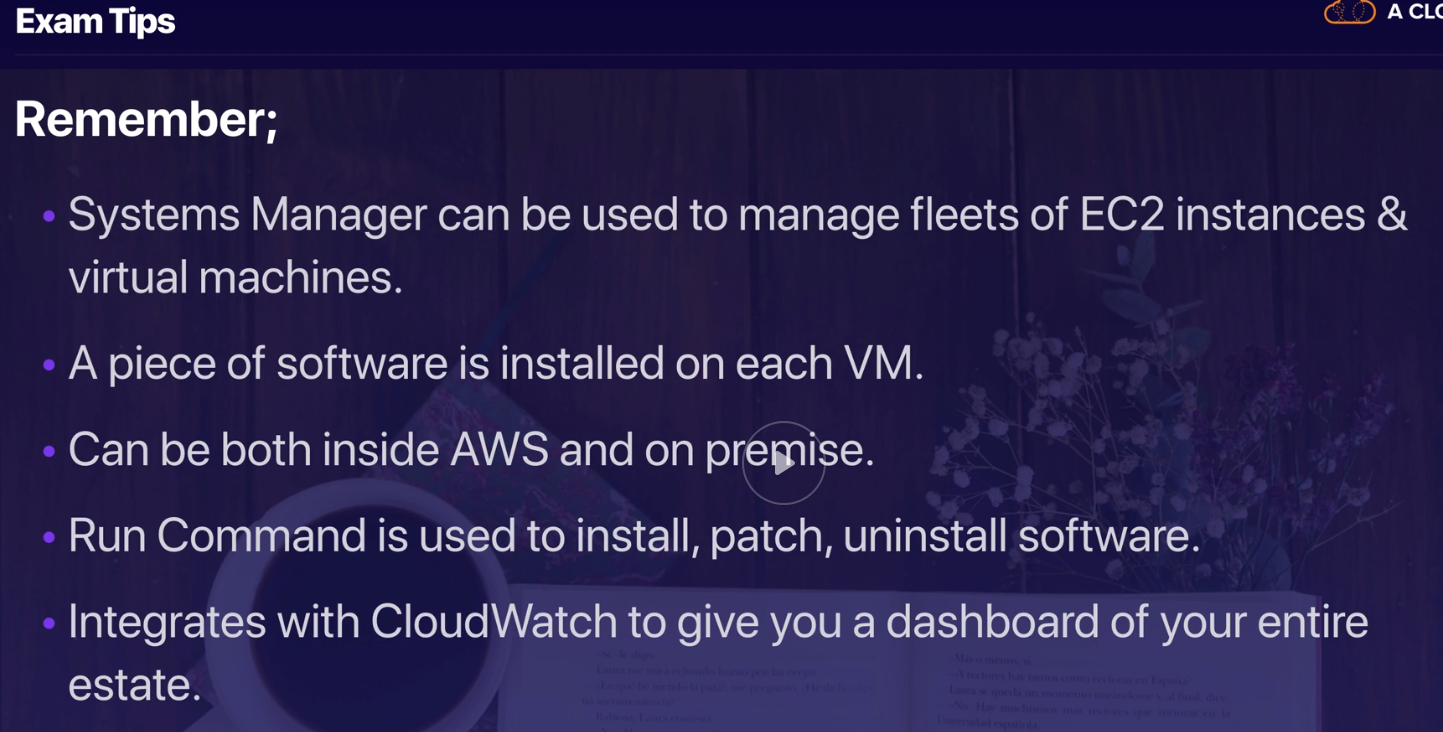 Exam Tips
A CLO
Remember;
• Systems Manager can be used to manage fleets of EC2 instances &
virtual machines.
• A piece of software is installed on each VM.
• Can be both inside AWS and on premise.
• Run Command is used to install, patch, uninstall software.
• Integrates with CloudWatch to give you a dashboard of your entire
estate.